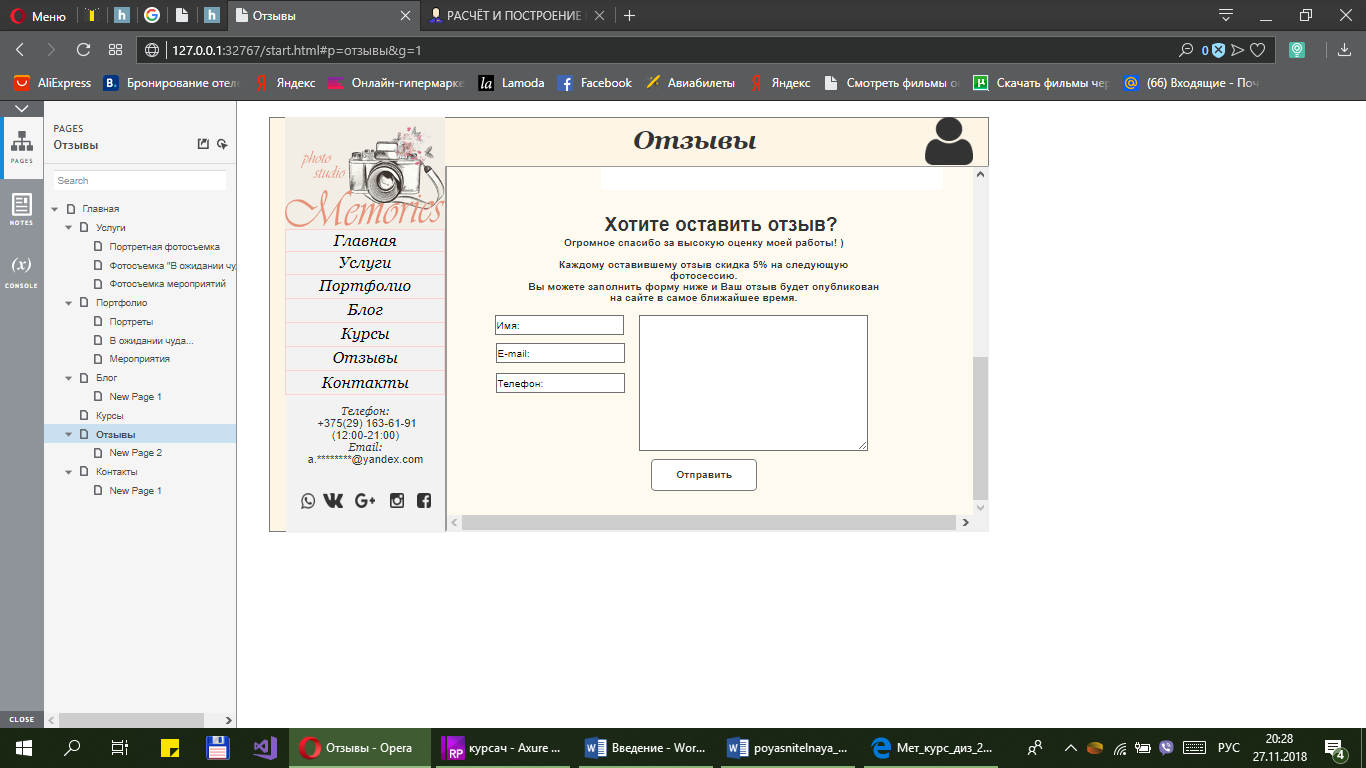 Меню
Отзывы
РАСЧЁТ И ПОСТРОЕНИЕ
127.0.0.1:32767/start.html#p=отзывы&g=1
0
AliExpress
B. Бронирование отеле
Я Яндекс
Онлайн-гипермарке
la Lamoda
Facebook
Авиабилеты
Я Яндекс
Смотреть фильмы о
Скачать фильмы чер
(66) Входящие - Поч
PAGES
NOTES
(x)
CONSOLE
CLOSE
PAGES
Отзывы
Search
Главная
Услуги
Портретная фотосъемка
Фотосъемка "В ожидании чу
Фотосъемка мероприятий
Портфолио
Портреты
В ожидании чуда...
Мероприятия
Блог
New Page 1
Курсы
Отзывы
New Page 2
Контакты
New Page 1
photo
studio
Memories
Главная
Услуги
Портфолио
Блог
Курсы
Отзывы
Контакты
Телефон:
+375(29) 163-61-91
(12:00-21:00)
Email:
a.********@yandex.com
G+
Отзывы
Хотите оставить отзыв?
Огромное спасибо за высокую оценку моей работы! )
Каждому оставившему отзыв скидка 5% на следующую
фотосессию.
Вы можете заполнить форму ниже и Ваш отзыв будет опубликован
на сайте в самое ближайшее время.
Имя:
E-mail:
Телефон:
Отправить
Отзывы - Opera
RP курсач - Axure ...
Введение - Wor...
poyasnitelnaya_...
Мет_курс_диз_2...
РУС
20:28
27.11.2018
4